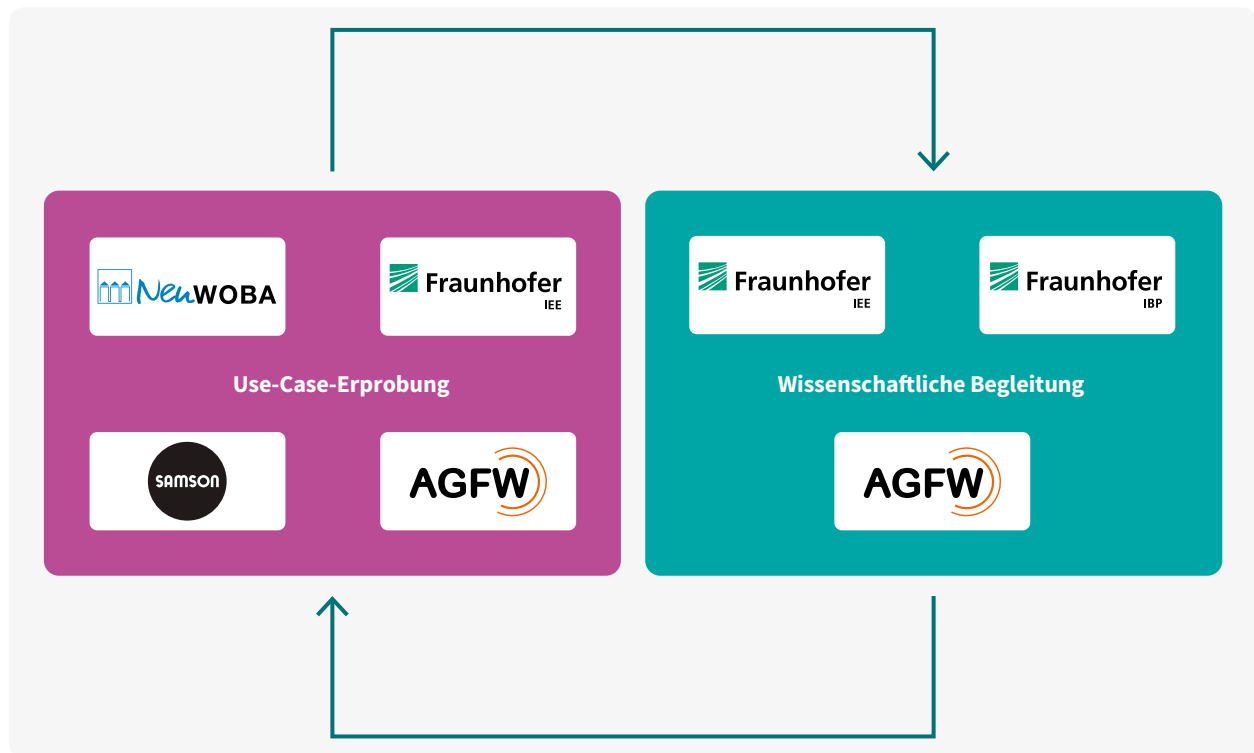 NeuWOBA
Fraunhofer
IEE
Use-Case-Erprobung
SAMSON
AGFW
Fraunhofer
IEE
Fraunhofer
IBP
Wissenschaftliche Begleitung
AGFW